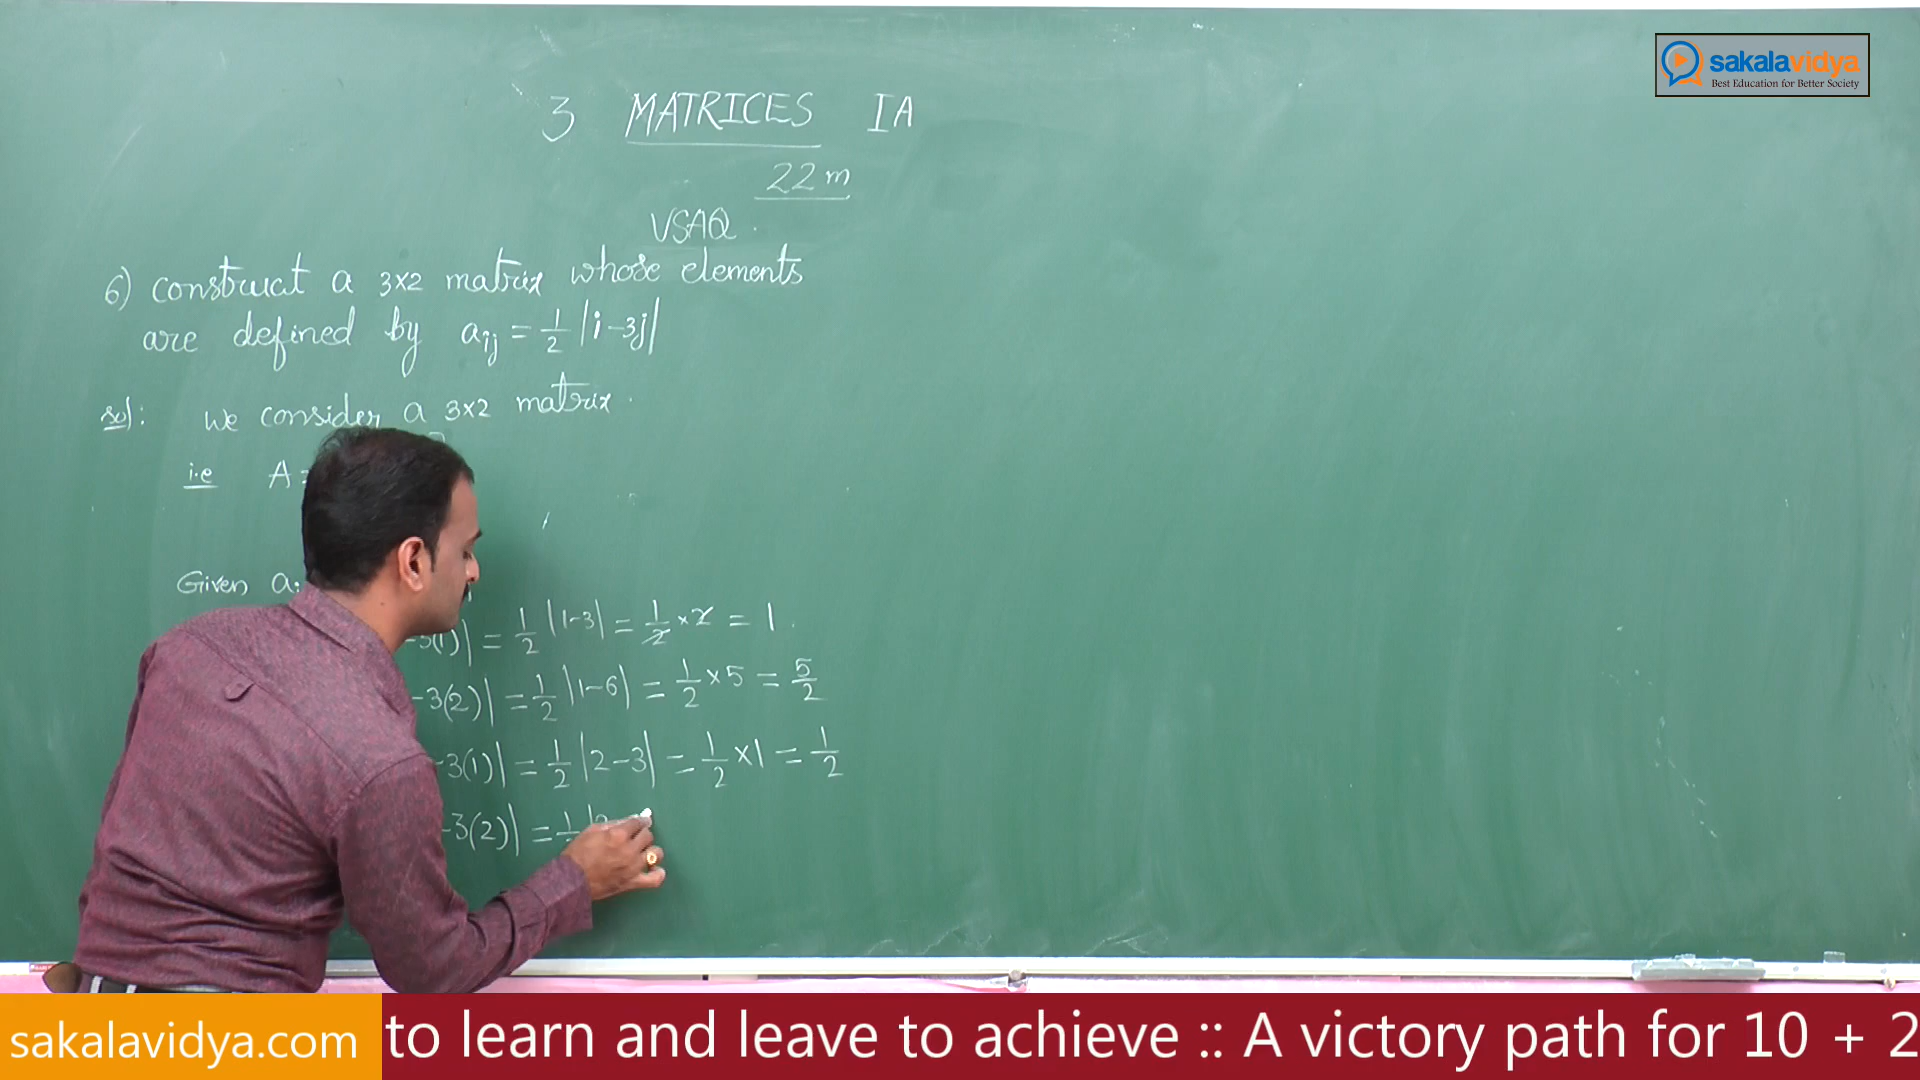 sakalavidya
Best Education for Better Society
3 MATRICES IA
22 m
VSAQ.
6) construct a 3x2 matrix whose elements
are defined by aij = 1/2 |i-3j|
sol: we consider a 3x2 matrix.
i.e A =
Given a
-3(1)| = 1/2 |1-3| = 1/2 × 2 = 1.
-3(2)| = 1/2 |1-6| = 1/2 × 5 = 5/2
-3(1)| = 1/2 |2-3| = 1/2 × 1 = 1/2
-3(2)| = 1/2 |2-
sakalavidya.com to learn and leave to achieve :: A victory path for 10 + 2